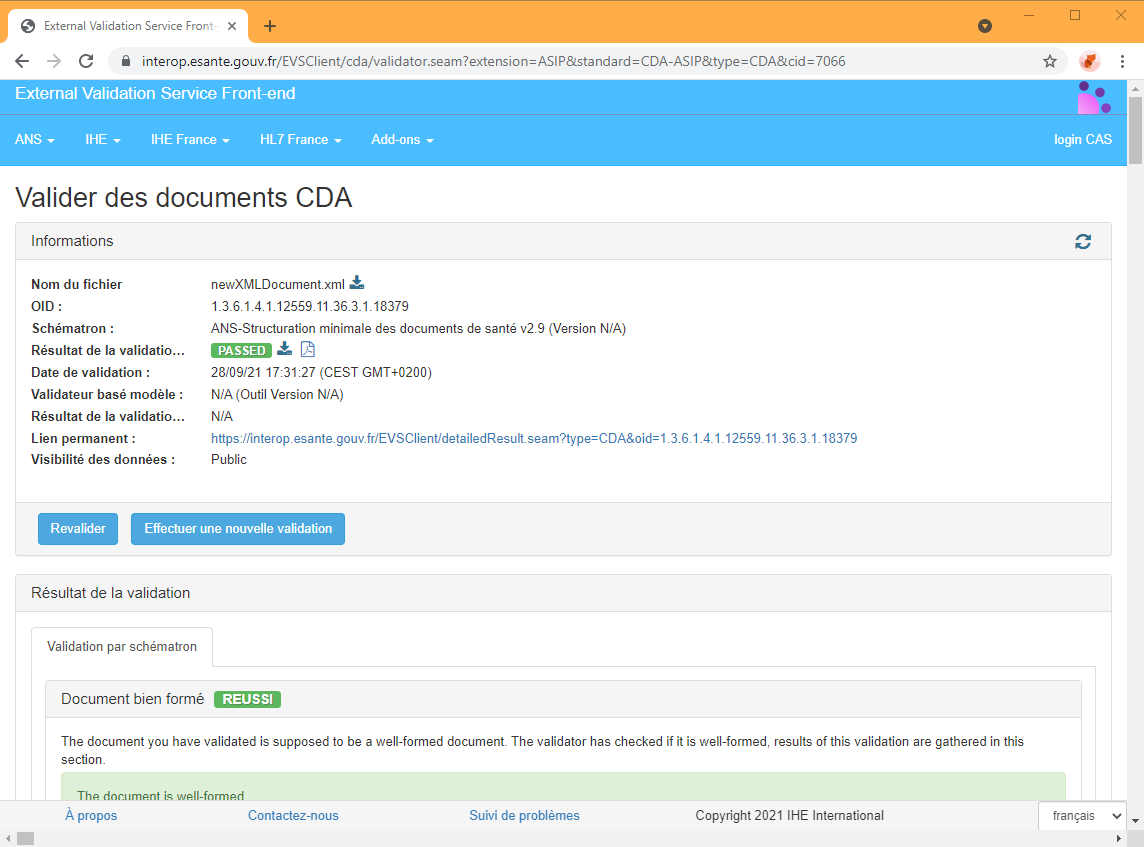 External Validation Service Front-
interop.esante.gouv.fr/EVSClient/cda/validator.seam?extension=ASIP&standard=CDA-ASIP&type=CDA&cid=7066
External Validation Service Front-end
ANS IHE IHE France HL7 France Add-ons login CAS
Valider des documents CDA
Informations
Nom du fichier newXMLDocument.xml
OID : 1.3.6.1.4.1.12559.11.36.3.1.18379
Schématron : ANS-Structuration minimale des documents de santé v2.9 (Version N/A)
Résultat de la validatio... PASSED
Date de validation : 28/09/21 17:31:27 (CEST GMT+0200)
Validateur basé modèle : N/A (Outil Version N/A)
Résultat de la validatio... N/A
Lien permanent : https://interop.esante.gouv.fr/EVSClient/detailedResult.seam?type=CDA&oid=1.3.6.1.4.1.12559.11.36.3.1.18379
Visibilité des données : Public
Revalider Effectuer une nouvelle validation
Résultat de la validation
Validation par schématron
Document bien formé REUSSI
The document you have validated is supposed to be a well-formed document. The validator has checked if it is well-formed, results of this validation are gathered in this
section.
The document is well-formed
À propos Contactez-nous Suivi de problèmes Copyright 2021 IHE International français